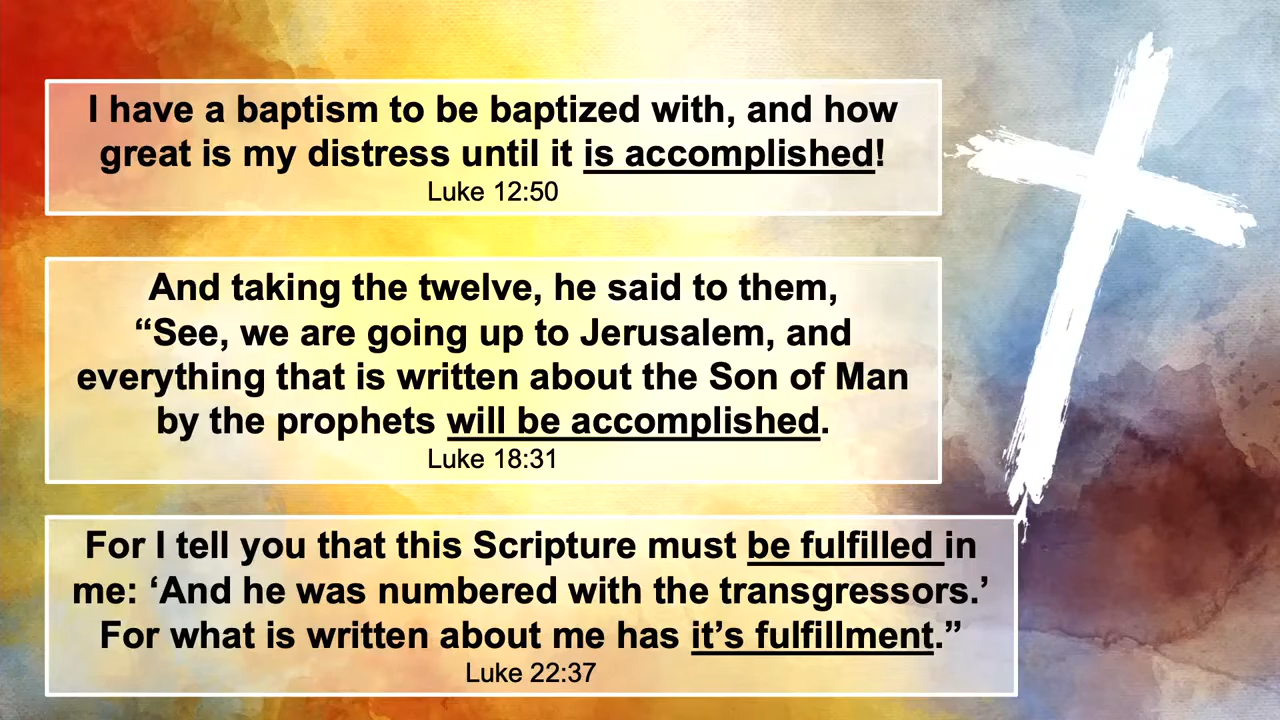 I have a baptism to be baptized with, and how
great is my distress until it is accomplished!
Luke 12:50
And taking the twelve, he said to them,
“See, we are going up to Jerusalem, and
everything that is written about the Son of Man
by the prophets will be accomplished.
Luke 18:31
For I tell you that this Scripture must be fulfilled in
me: ‘And he was numbered with the transgressors.’
For what is written about me has it’s fulfillment.”
Luke 22:37